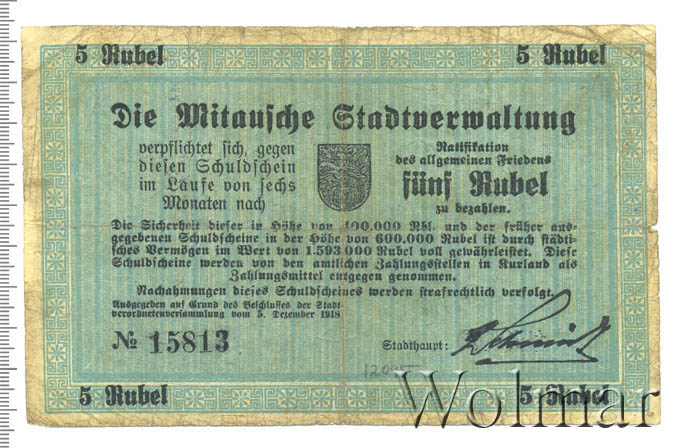 5 Rubel 5 Rubel
Die Mitausche Stadtverwaltung
verpflichtet sich, gegen
diesen Schuldschein
im Laufe von sechs
Monaten nach
Ratifikation
des allgemeinen Friedens
fünf Rubel
zu bezahlen.
Die Sicherheit dieser in Höhe von 400.000 Rbl. und der früher aus-
gegebenen Schuldscheine in der Höhe von 600.000 Rubel ist durch städti-
sches Vermögen im Wert von 1.593.000 Rubel voll gewährleistet. Diese
Schuldscheine werden von den amtlichen Zahlungsstellen in Kurland als
Zahlungsmittel entgegen genommen.
Nachahmungen dieses Schuldscheines werden strafrechtlich verfolgt.
Ausgegeben auf Grund des Beschlusses der Stadt-
verordnetenversammlung vom 5. Dezember 1918
№ 15813
Stadthaupt:
12095
5 Rubel 5 Rubel
Wolmar